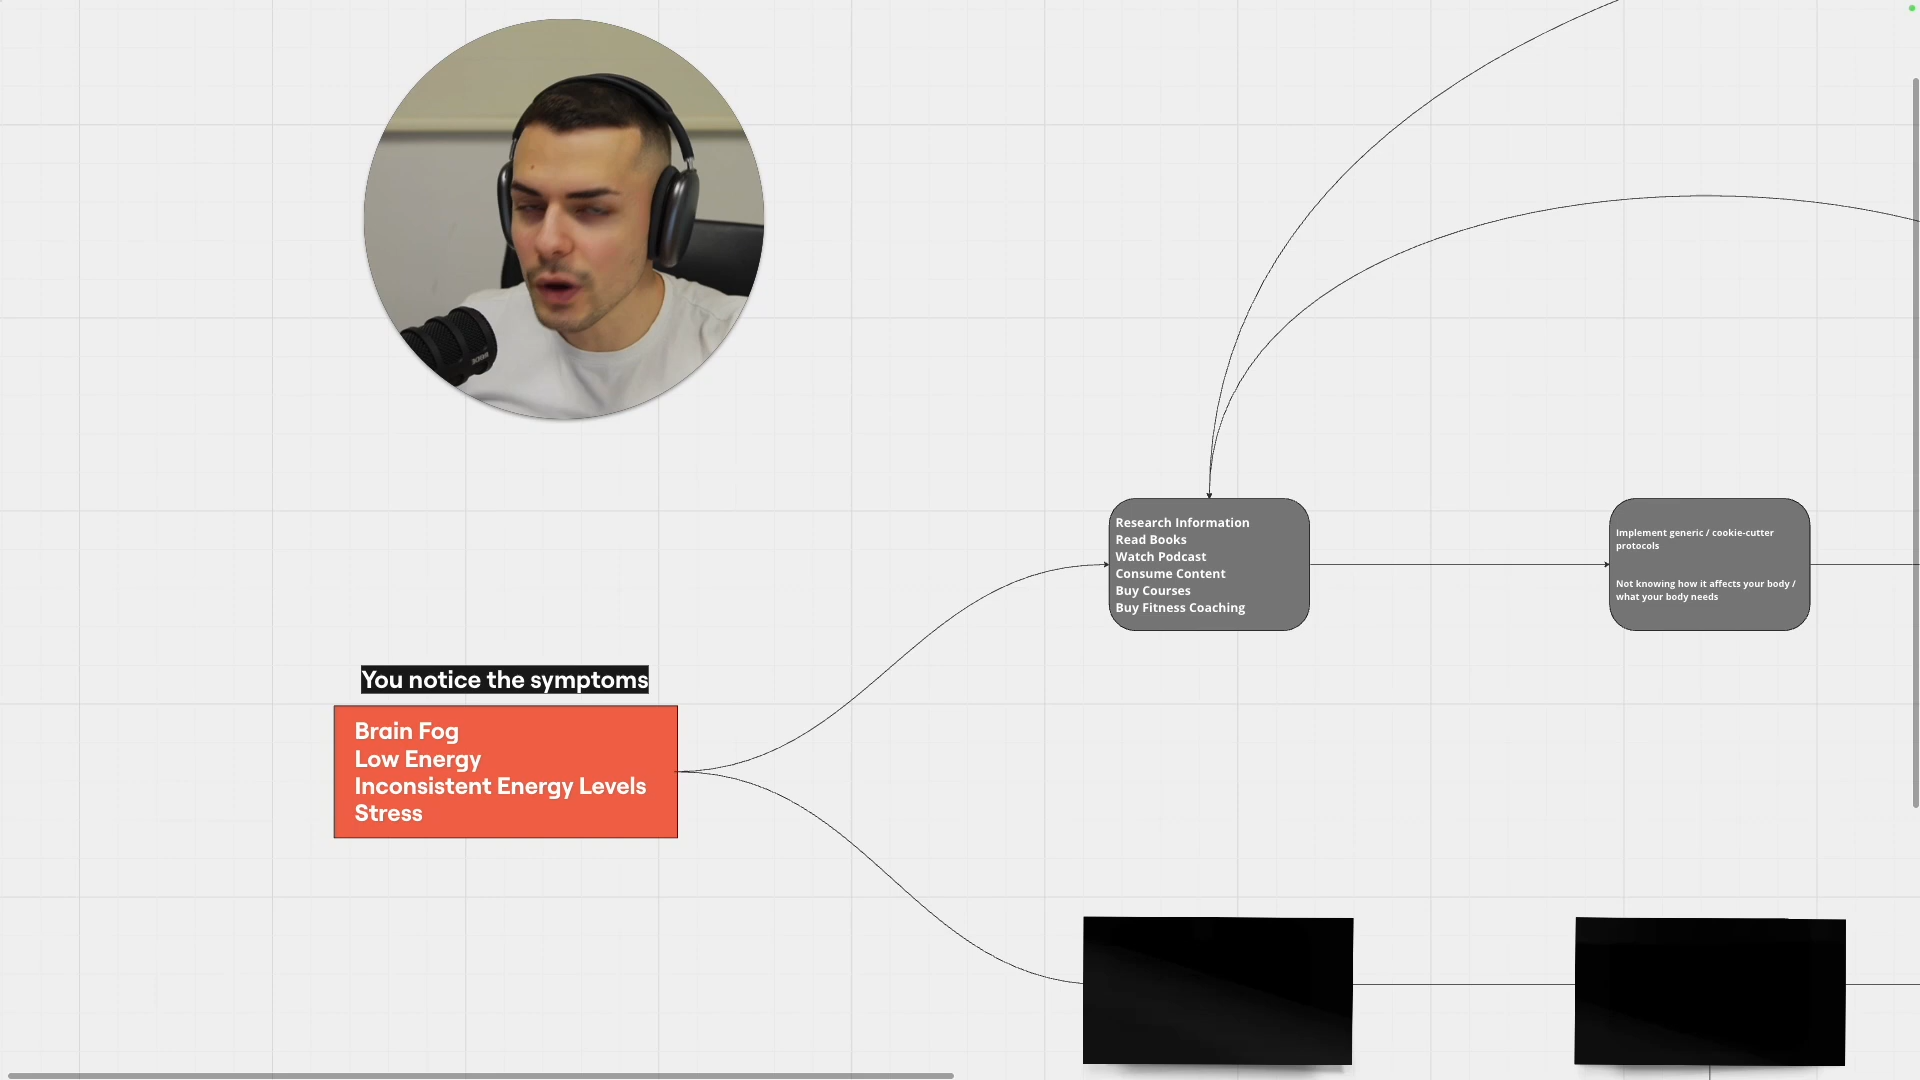 Research Information
Read Books
Watch Podcast
Consume Content
Buy Courses
Buy Fitness Coaching
Implement generic / cookie-cutter
protocols
Not knowing how it affects your body /
what your body needs
You notice the symptoms
Brain Fog
Low Energy
Inconsistent Energy Levels
Stress